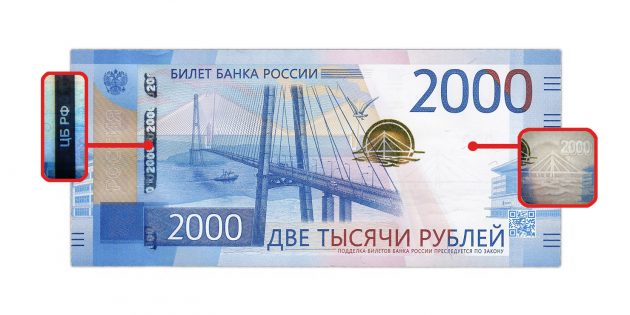 БИЛЕТ БАНКА РОССИИ
2000
ЦБ РФ
РОССИЯ
2000
2000
2000
ДВЕ ТЫСЯЧИ РУБЛЕЙ
ПОДДЕЛКА БИЛЕТОВ БАНКА РОССИИ ПРЕСЛЕДУЕТСЯ ПО ЗАКОНУ